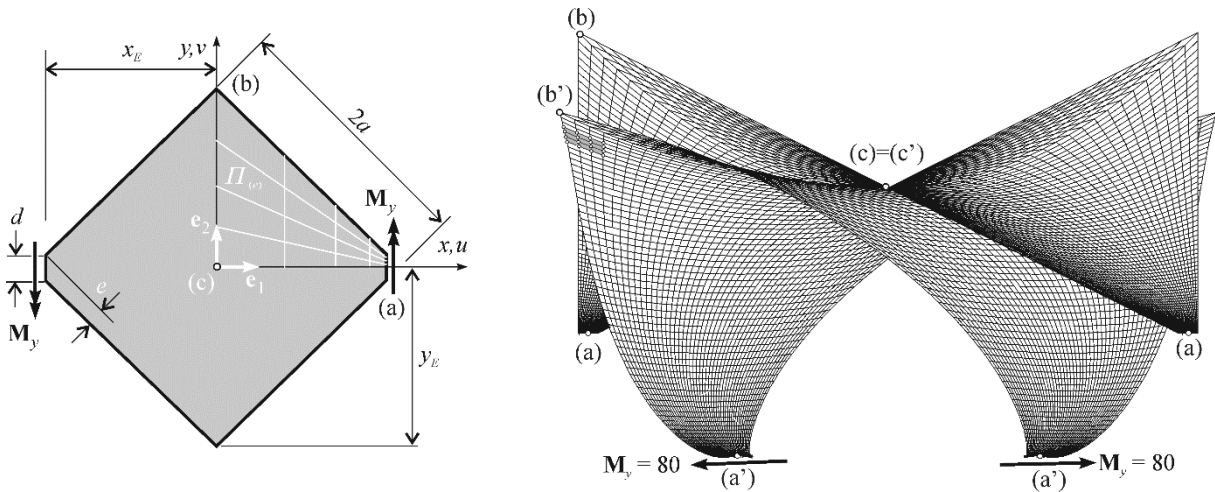 x_E
y,v
(b)
2a
Π_(e)
M_y
d
e_2
x,u
(c)
e_1
(a)
e
M_y
y_E
(b)
(b')
(c)=(c')
(a)
(a)
M_y = 80
(a')
(a')
M_y = 80